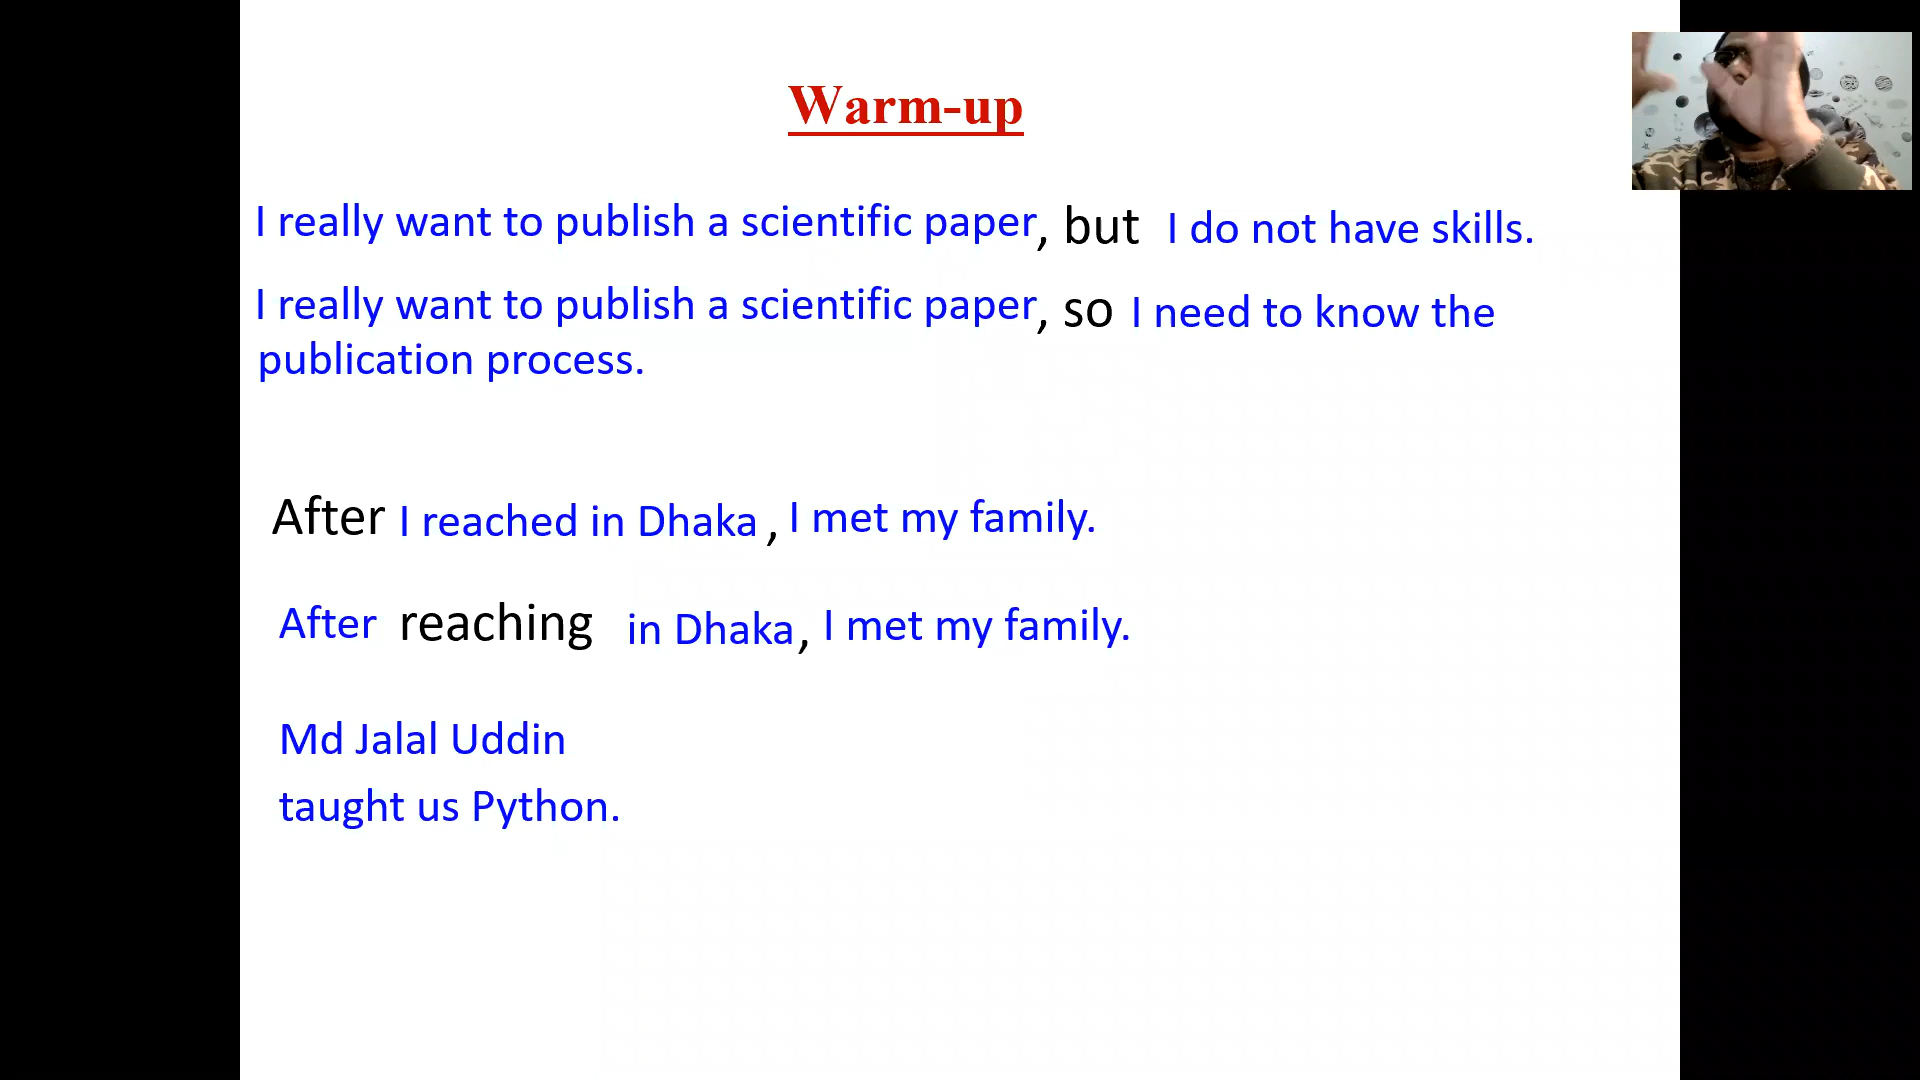 Warm-up
I really want to publish a scientific paper, but I do not have skills.
I really want to publish a scientific paper, so I need to know the
publication process.
After I reached in Dhaka , I met my family.
After reaching in Dhaka, I met my family.
Md Jalal Uddin
taught us Python.